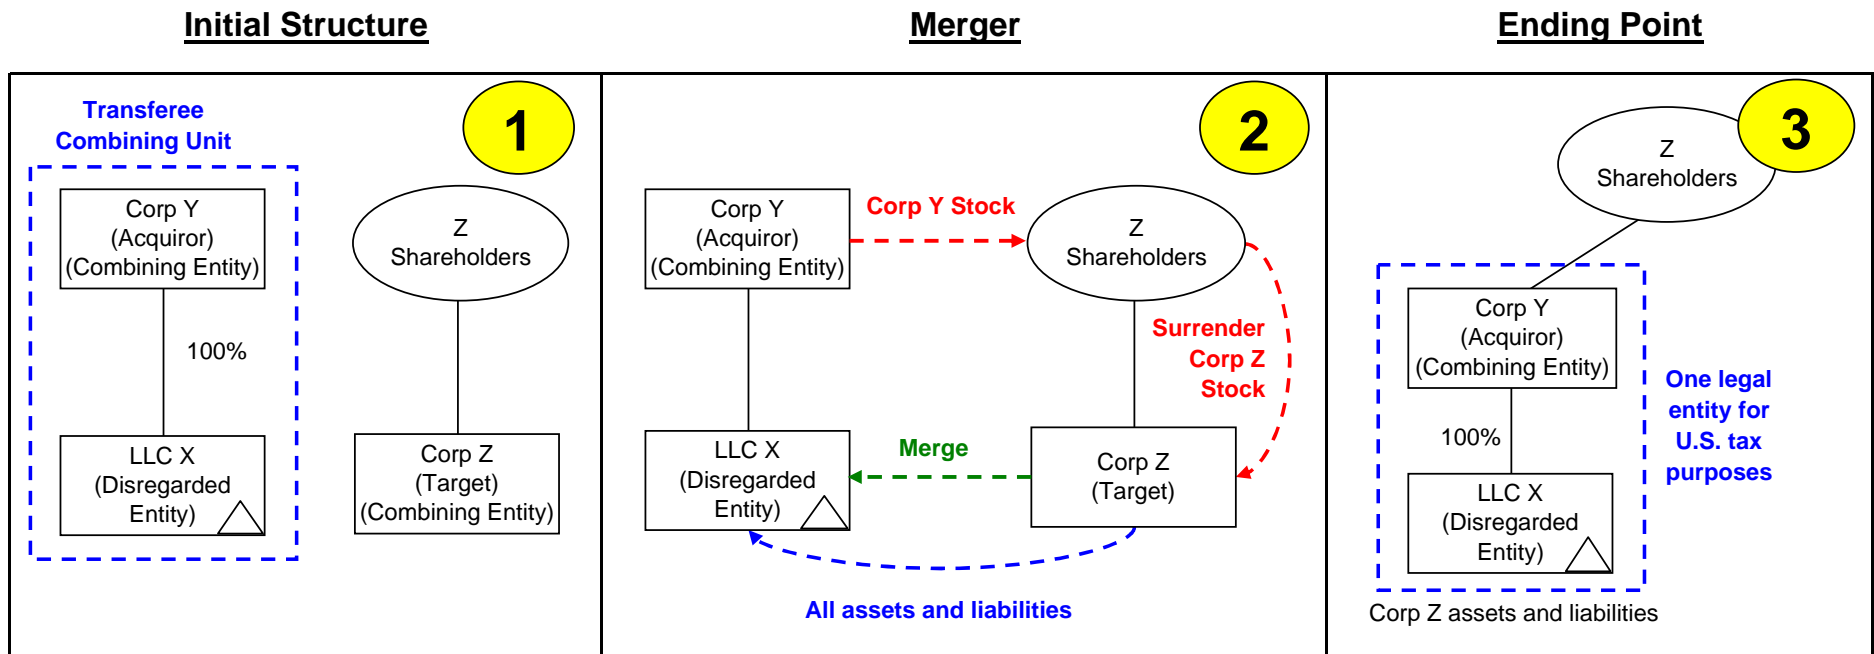 Initial Structure
Merger
Ending Point
Transferee
Combining Unit
1
Corp Y
(Acquiror)
(Combining Entity)
100%
LLC X
(Disregarded
Entity)
Z
Shareholders
Corp Z
(Target)
(Combining Entity)
2
Corp Y
(Acquiror)
(Combining Entity)
Corp Y Stock
Z
Shareholders
Surrender
Corp Z
Stock
LLC X
(Disregarded
Entity)
Merge
Corp Z
(Target)
All assets and liabilities
3
Z
Shareholders
Corp Y
(Acquiror)
(Combining Entity)
100%
LLC X
(Disregarded
Entity)
One legal
entity for
U.S. tax
purposes
Corp Z assets and liabilities